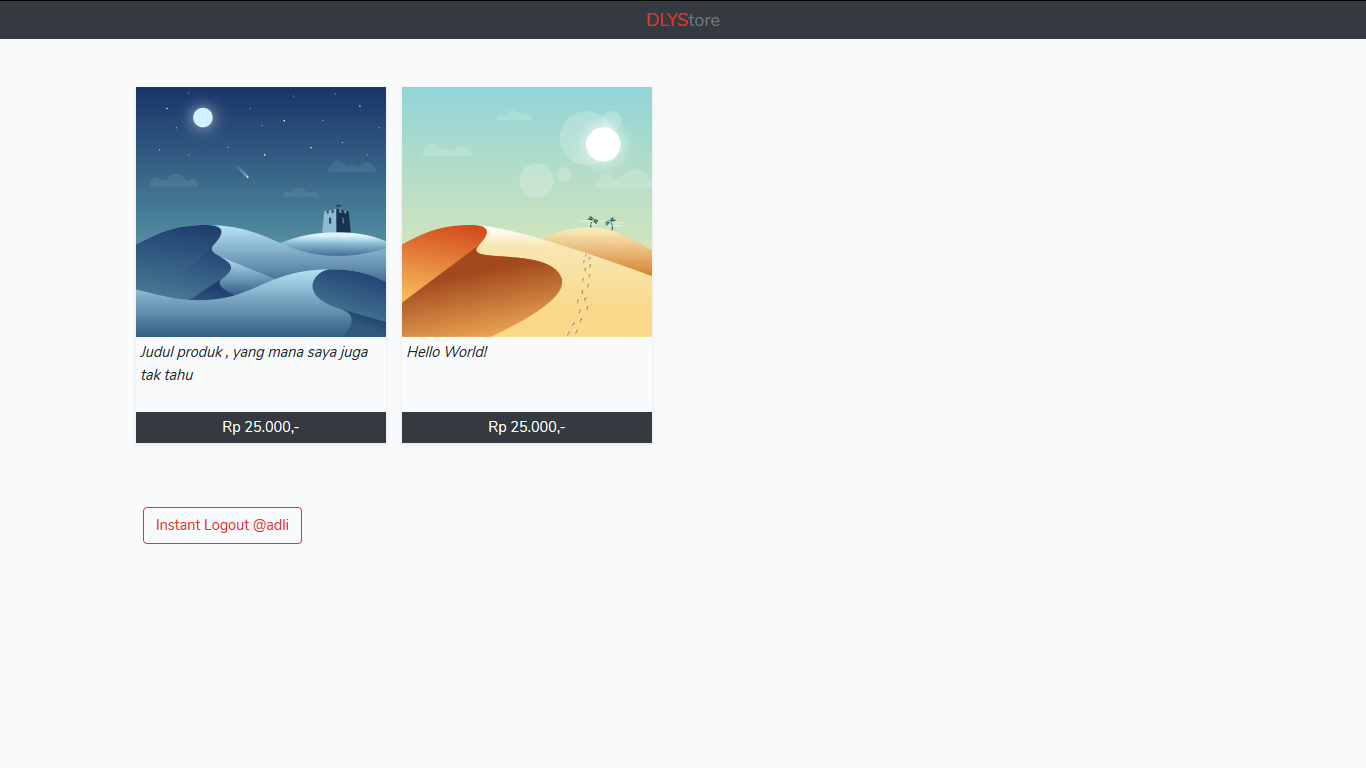 DLYStore
Judul produk , yang mana saya juga
tak tahu
Rp 25.000,-
Hello World!
Rp 25.000,-
Instant Logout @adli